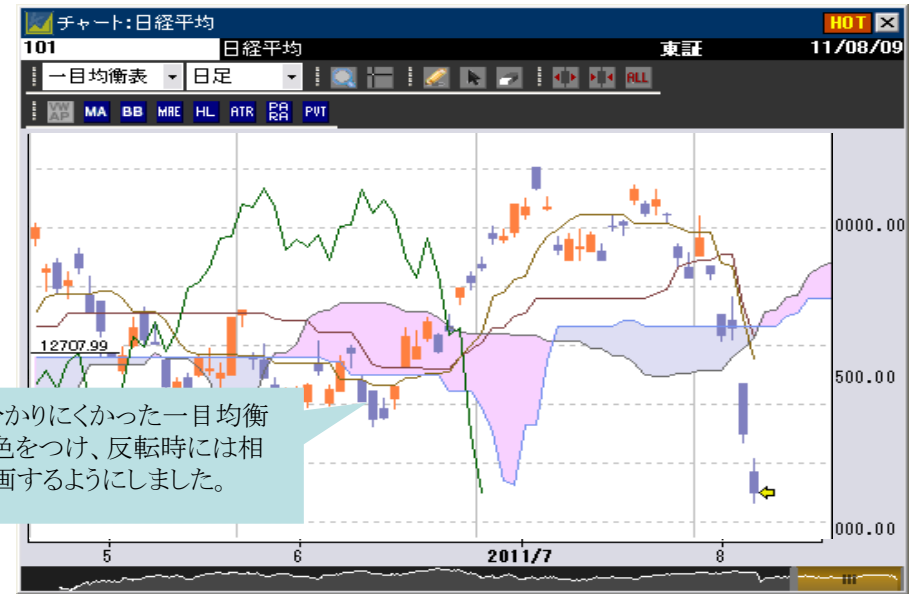 チャート:日経平均
HOT
101 日経平均 東証 11/08/09
一目均衡表 日足 ALL
VWAP MA BB MAE HL ATR PARA PVT
0000.00
12707.99
500.00
かりにくかった一目均衡
色をつけ、反転時には相
画するようにしました。
000.00
5 6 2011/7 8